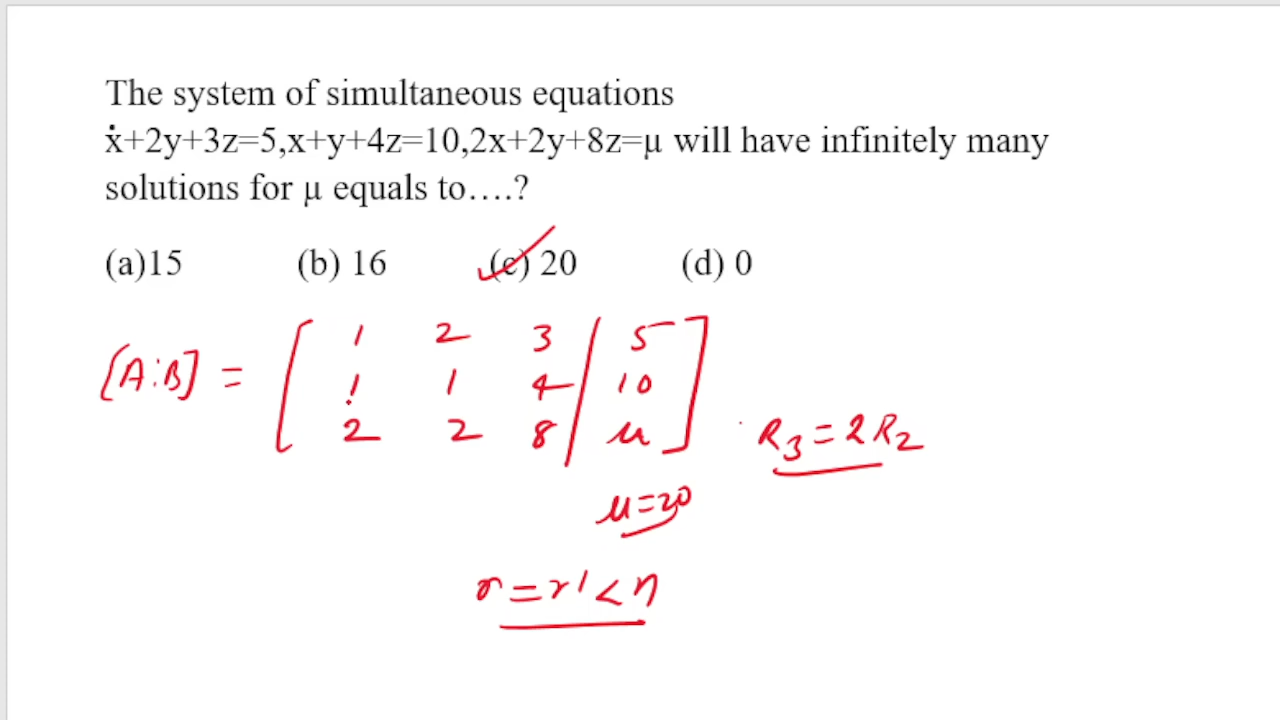 The system of simultaneous equations
ẋ+2y+3z=5,x+y+4z=10,2x+2y+8z=μ will have infinitely many
solutions for μ equals to….?
(a)15 (b) 16 (c) 20 (d) 0
[A:B] = [ 1 2 3 | 5
1 1 4 | 10
2 2 8 | μ ] R3=2R2
μ=20
r=r'<n